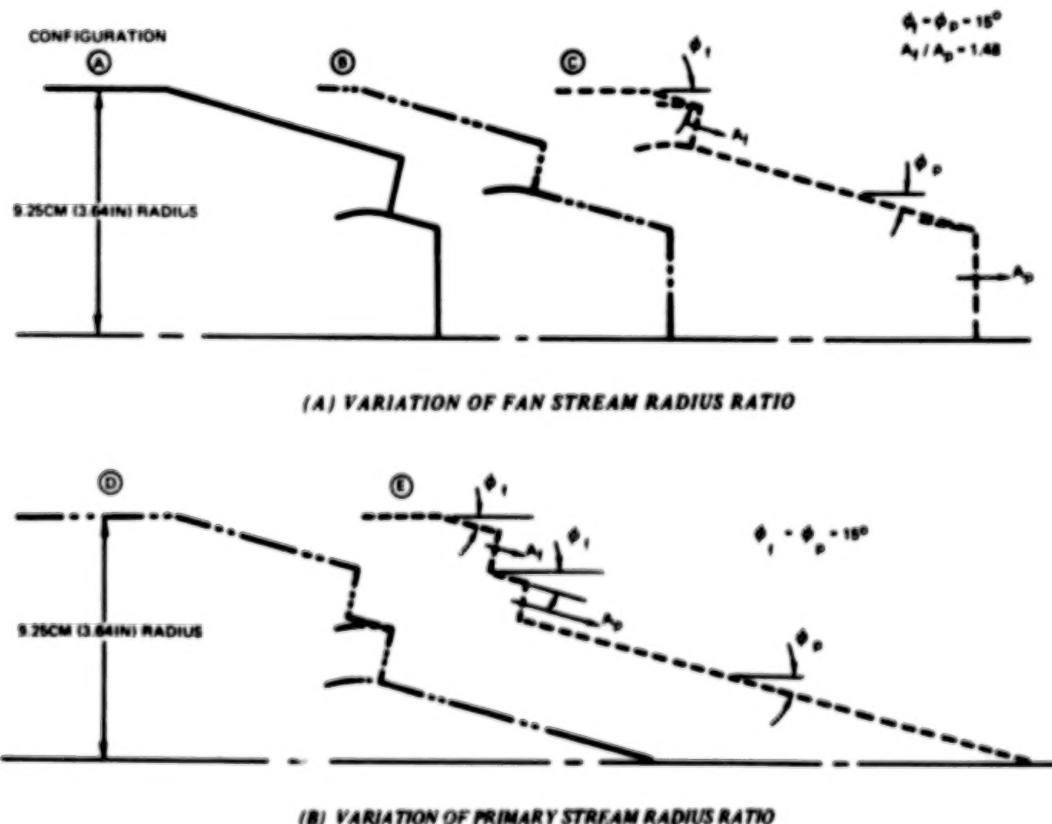 CONFIGURATION
Ⓐ Ⓑ Ⓒ
ϕf = ϕp = 15°
Af / Ap = 1.48
ϕf
Af
ϕp
9.25CM (3.64IN) RADIUS
Ap
(A) VARIATION OF FAN STREAM RADIUS RATIO
Ⓓ Ⓔ
ϕf
Af
ϕf
ϕf = ϕp = 15°
Ap
9.25CM (3.64IN) RADIUS
ϕp
(B) VARIATION OF PRIMARY STREAM RADIUS RATIO